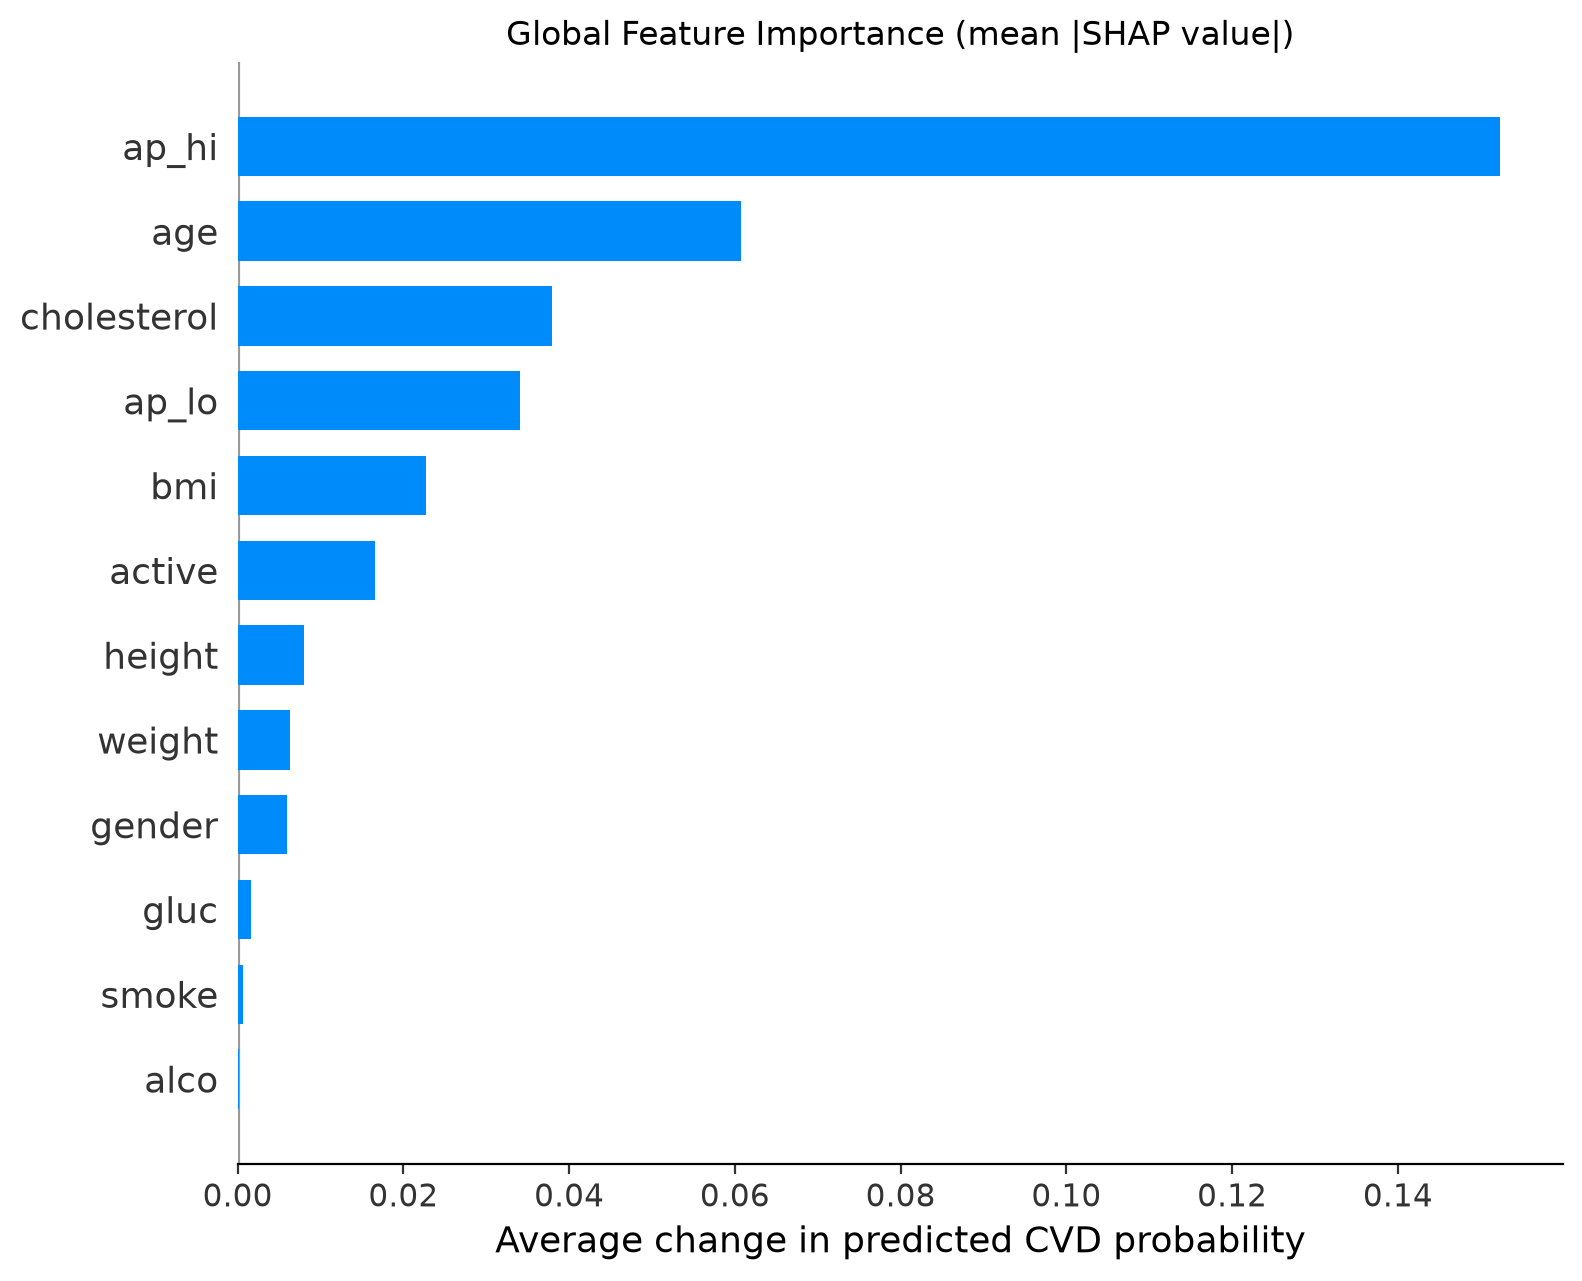 Global Feature Importance (mean |SHAP value|)
ap_hi
age
cholesterol
ap_lo
bmi
active
height
weight
gender
gluc
smoke
alco
0.00 0.02 0.04 0.06 0.08 0.10 0.12 0.14
Average change in predicted CVD probability